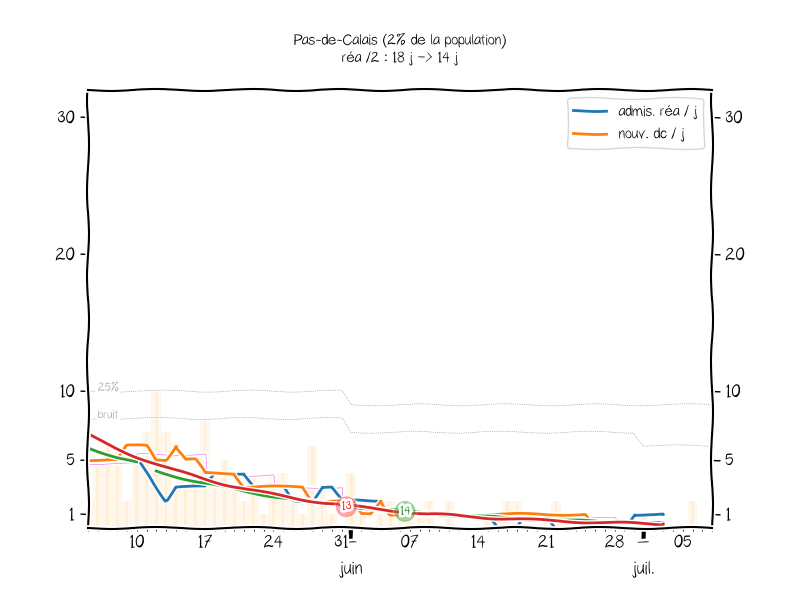 Pas-de-Calais (2% de la population)
réa /2 : 18 j -> 14 j
admis. réa / j
nouv. dc / j
30
30
20
20
10
10
25%
bruit
5
5
1
1
13
14
10 17 24 31 07 14 21 28 05
juin juil.